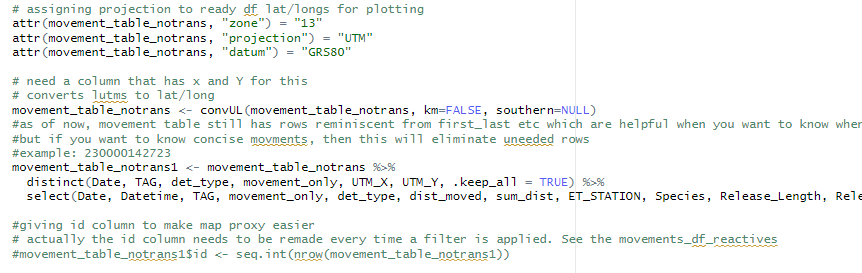 # assigning projection to ready df lat/longs for plotting
attr(movement_table_notrans, "zone") = "13"
attr(movement_table_notrans, "projection") = "UTM"
attr(movement_table_notrans, "datum") = "GRS80"
# need a column that has x and Y for this
# converts lutms to lat/long
movement_table_notrans <- convUL(movement_table_notrans, km=FALSE, southern=NULL)
#as of now, movement table still has rows reminiscent from first_last etc which are helpful when you want to know when
#but if you want to know concise movments, then this will eliminate uneeded rows
#example: 230000142723
movement_table_notrans1 <- movement_table_notrans %>%
distinct(Date, TAG, det_type, movement_only, UTM_X, UTM_Y, .keep_all = TRUE) %>%
select(Date, Datetime, TAG, movement_only, det_type, dist_moved, sum_dist, ET_STATION, Species, Release_Length, Rele
#giving id column to make map proxy easier
# actually the id column needs to be remade every time a filter is applied. See the movements_df_reactives
#movement_table_notrans1$id <- seq.int(nrow(movement_table_notrans1))